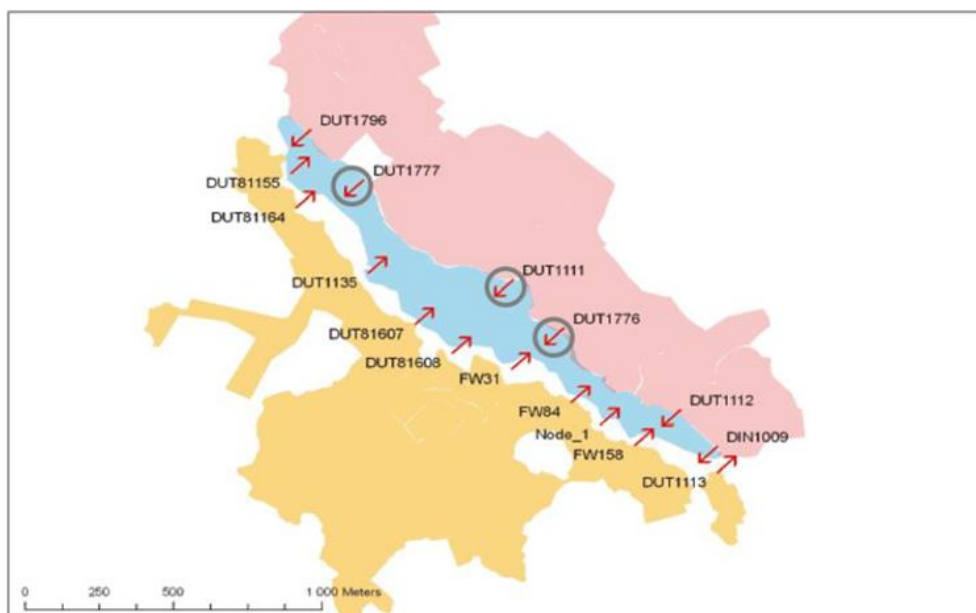 DUT1796
DUT1777
DUT81155
DUT81164
DUT1111
DUT1135
DUT1776
DUT81607
DUT81608
FW31
DUT1112
FW84
Node_1
DIN1009
FW158
DUT1113
0 250 500 1 000 Meters